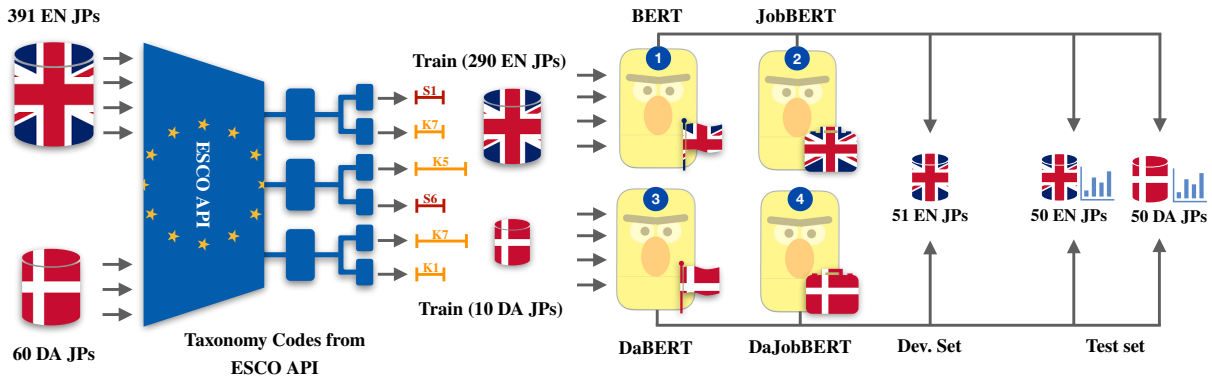 391 EN JPs
BERT
JobBERT
Train (290 EN JPs)
1
2
S1
K7
ESCO API
K5
S6
K7
K1
3
4
51 EN JPs
50 EN JPs
50 DA JPs
Train (10 DA JPs)
60 DA JPs
Taxonomy Codes from
ESCO API
DaBERT
DaJobBERT
Dev. Set
Test set